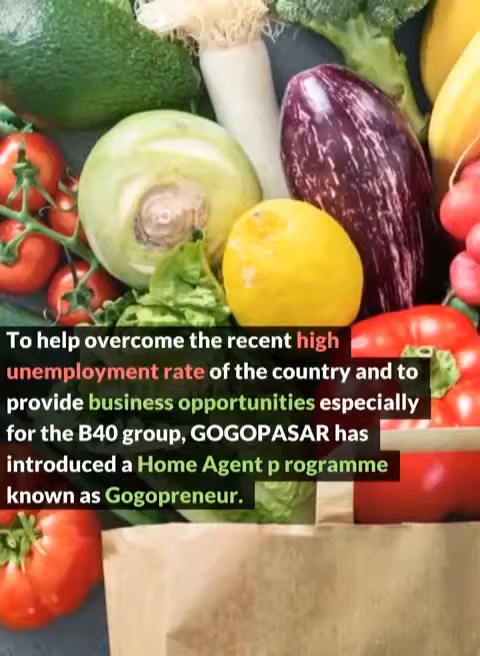 To help overcome the recent high
unemployment rate of the country and to
provide business opportunities especially
for the B40 group, GOGOPASAR has
introduced a Home Agent p rogramme
known as Gogopreneur.